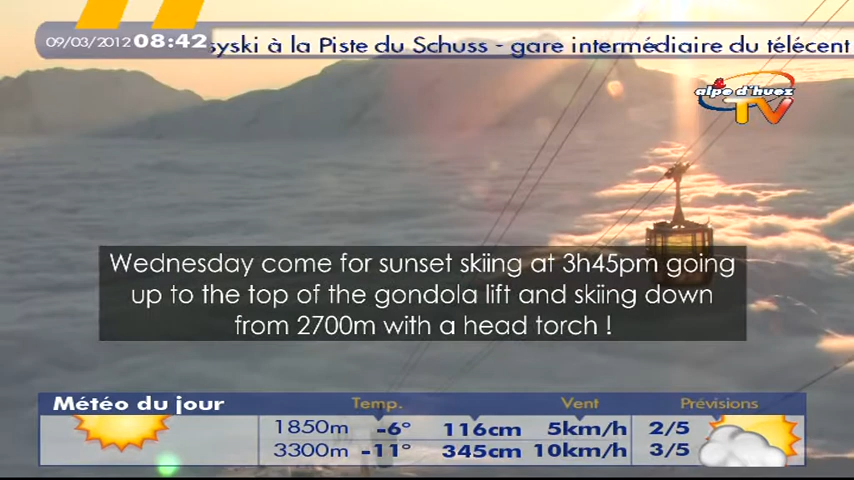 09/03/2012 08:42 syski à la Piste du Schuss - gare intermédiaire du télécent
alpe d'huez
TV
Wednesday come for sunset skiing at 3h45pm going
up to the top of the gondola lift and skiing down
from 2700m with a head torch !
Météo du jour Temp. Vent Prévisions
1850m -6° 116cm 5km/h 2/5
3300m -11° 345cm 10km/h 3/5